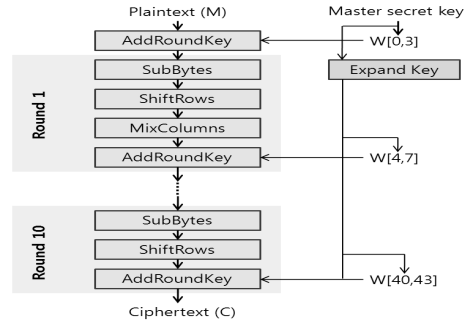 Plaintext (M)
Master secret key
AddRoundKey
W[0,3]
Round 1
SubBytes
Expand Key
ShiftRows
MixColumns
AddRoundKey
W[4,7]
Round 10
SubBytes
ShiftRows
AddRoundKey
W[40,43]
Ciphertext (C)